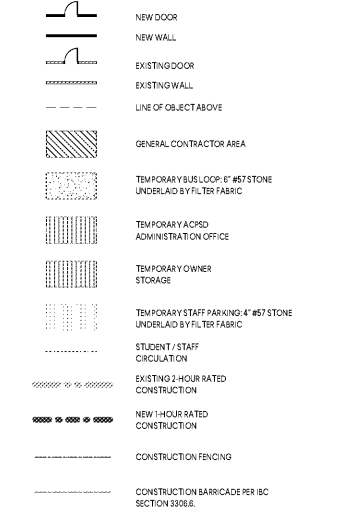 NEW DOOR
NEW WALL
EXISTING DOOR
EXISTING WALL
LINE OF OBJECT ABOVE
GENERAL CONTRACTOR AREA
TEMPORARY BUS LOOP: 6" #57 STONE
UNDERLAID BY FILTER FABRIC
TEMPORARY ACPSD
ADMINISTRATION OFFICE
TEMPORARY OWNER
STORAGE
TEMPORARY STAFF PARKING: 4" #57 STONE
UNDERLAID BY FILTER FABRIC
STUDENT / STAFF
CIRCULATION
EXISTING 2-HOUR RATED
CONSTRUCTION
NEW 1-HOUR RATED
CONSTRUCTION
CONSTRUCTION FENCING
CONSTRUCTION BARRICADE PER IBC
SECTION 3306.6.